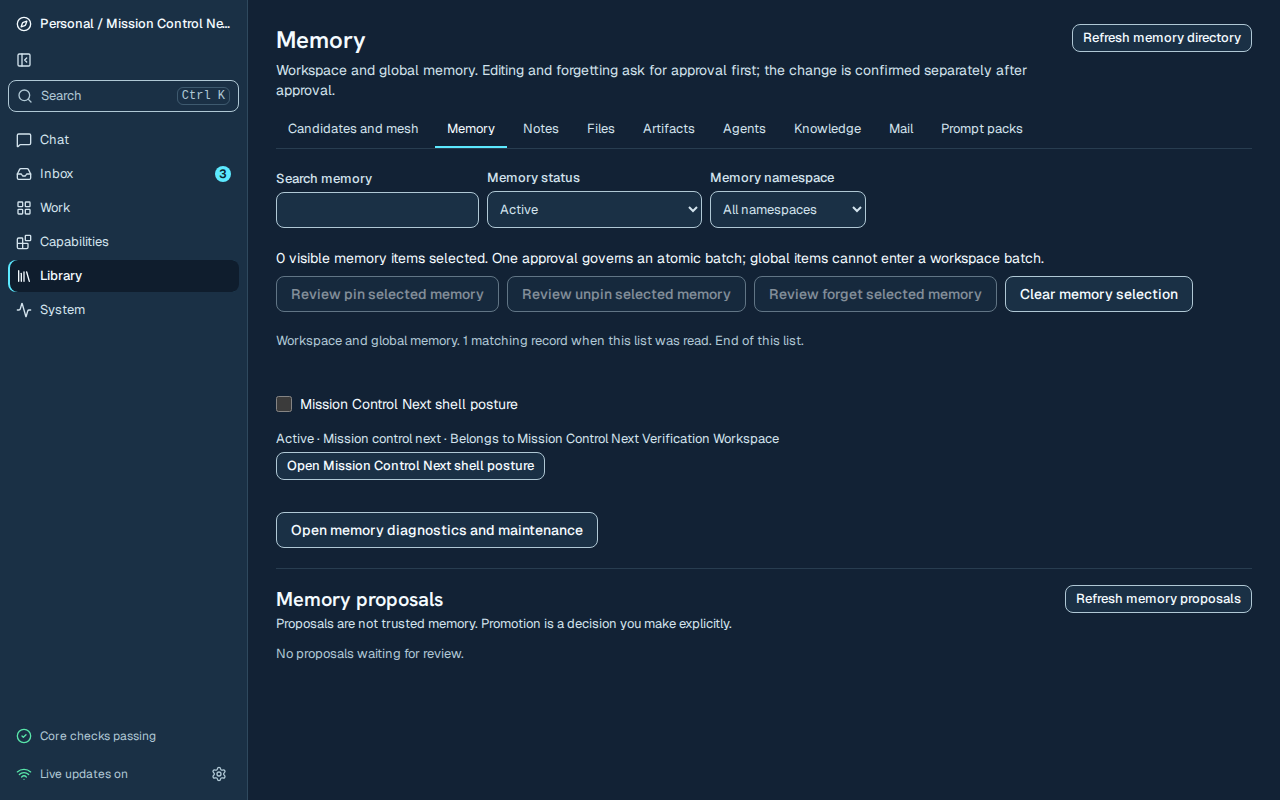 Personal / Mission Control Ne...
Search
Ctrl K
Chat
Inbox
3
Work
Capabilities
Library
System
Core checks passing
Live updates on
Memory
Refresh memory directory
Workspace and global memory. Editing and forgetting ask for approval first; the change is confirmed separately after
approval.
Candidates and mesh
Memory
Notes
Files
Artifacts
Agents
Knowledge
Mail
Prompt packs
Search memory
Memory status
Memory namespace
Active
All namespaces
0 visible memory items selected. One approval governs an atomic batch; global items cannot enter a workspace batch.
Review pin selected memory
Review unpin selected memory
Review forget selected memory
Clear memory selection
Workspace and global memory. 1 matching record when this list was read. End of this list.
Mission Control Next shell posture
Active · Mission control next · Belongs to Mission Control Next Verification Workspace
Open Mission Control Next shell posture
Open memory diagnostics and maintenance
Memory proposals
Refresh memory proposals
Proposals are not trusted memory. Promotion is a decision you make explicitly.
No proposals waiting for review.